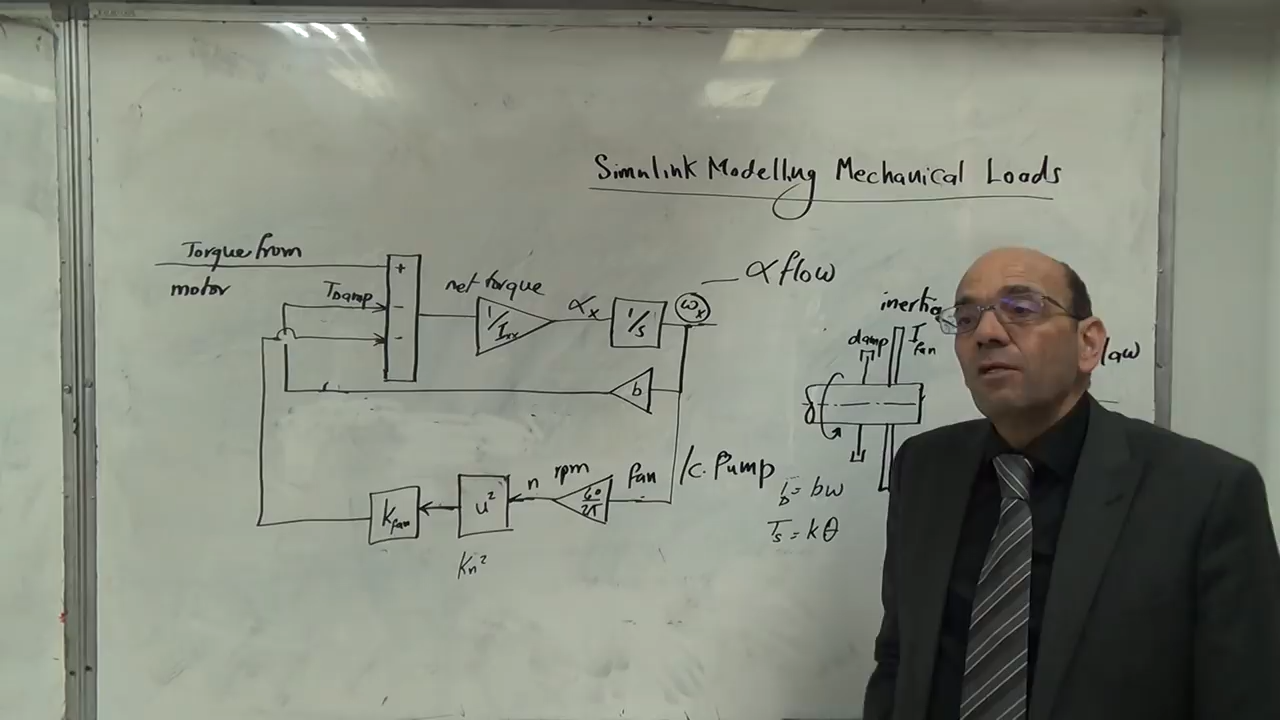 Simulink Modelling Mechanical Loads
Torque from
motor
TDamp
+
-
-
net torque
1/Ixx
αx
1/s
ωx
α flow
b
fan /c. Pump
60/2π
rpm
n
u²
Kn²
kfan
inertia
Ifan
damp
law
= bω
Ts = kθ